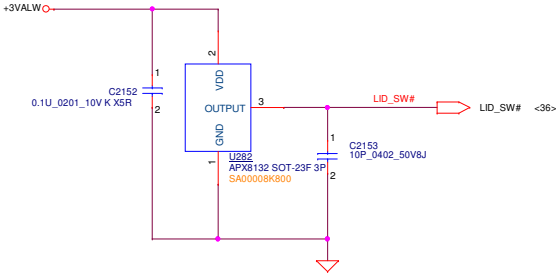 +3VALW
1
C2152
0.1U_0201_10V K X5R
2
2
VDD
OUTPUT
3
GND
1
U282
APX8132 SOT-23F 3P
SA00008K800
LID_SW#
LID_SW# <36>
1
C2153
10P_0402_50V8J
2